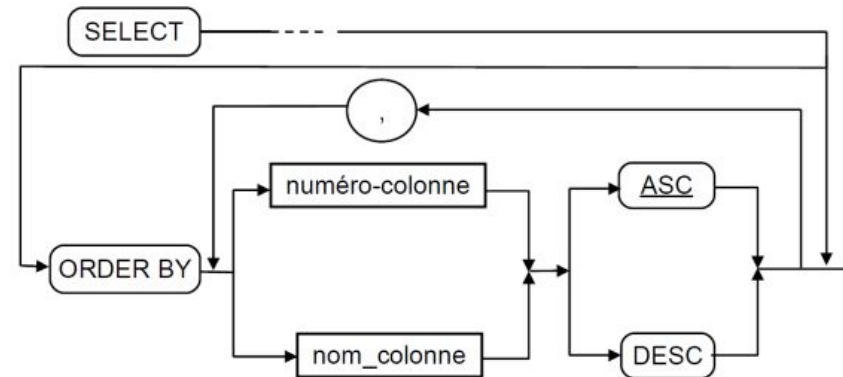 SELECT
,
numéro-colonne
ASC
ORDER BY
nom_colonne
DESC